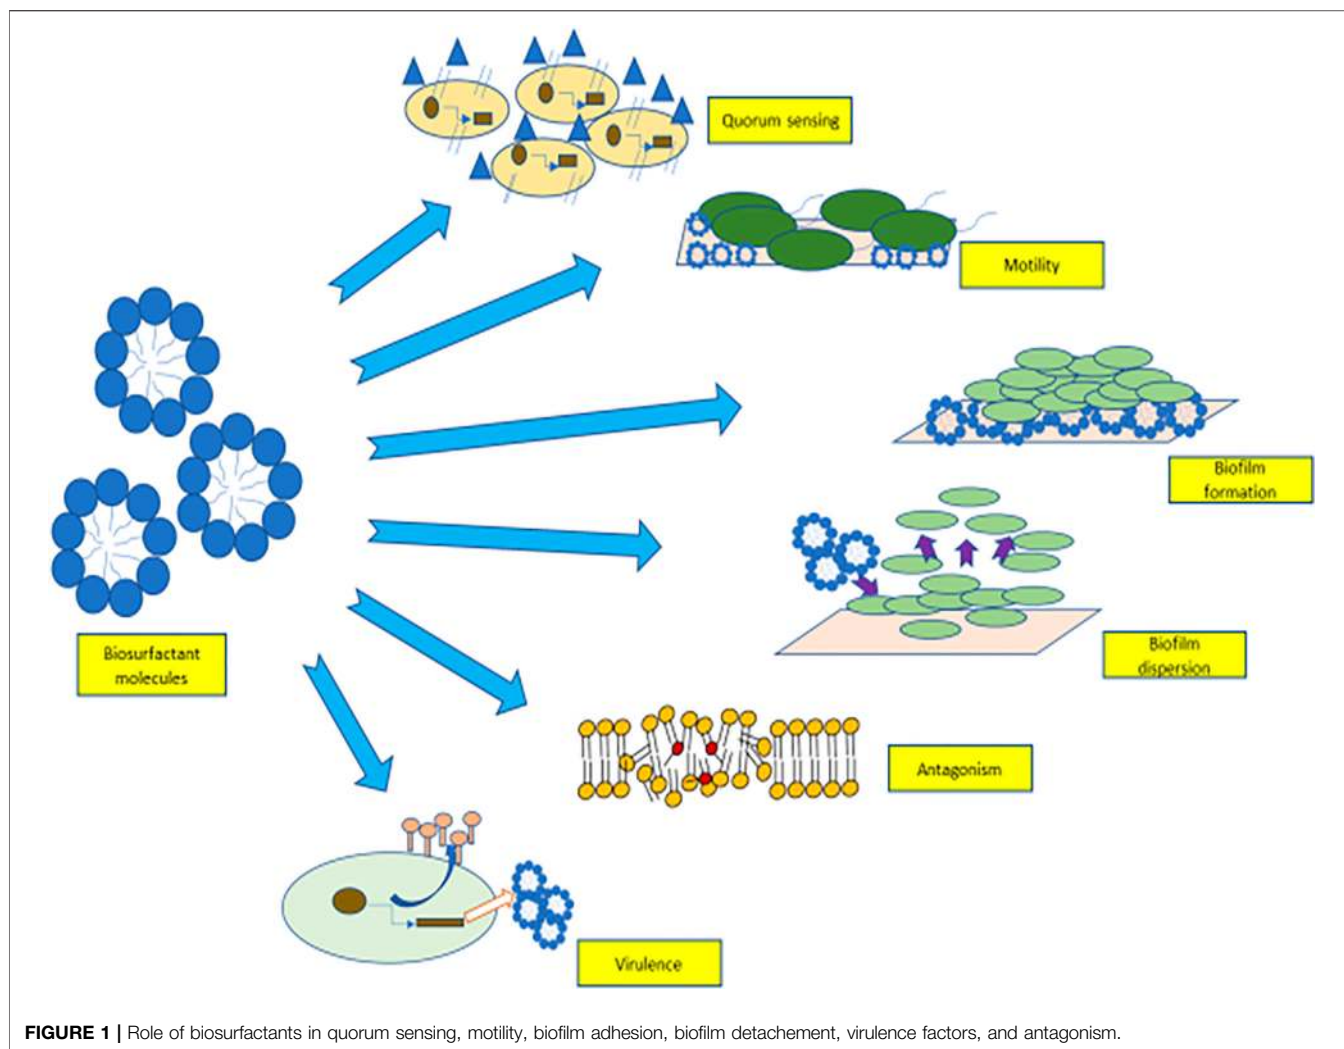 Quorum sensing
Motility
Biofilm
formation
Biofilm
dispersion
Biosurfactant
molecules
Antagonism
Virulence
FIGURE 1 | Role of biosurfactants in quorum sensing, motility, biofilm adhesion, biofilm detachement, virulence factors, and antagonism.